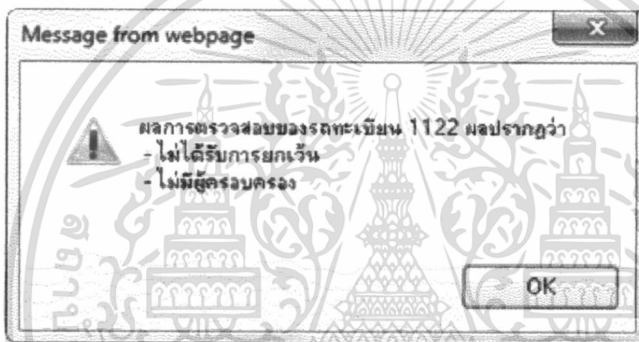 Message from webpage
ผลการตรวจสอบของรถทะเบียน 1122 ผลปรากฎว่า
- ไม่ได้รับการยกเว้น
- ไม่มีผู้ครอบครอง
OK